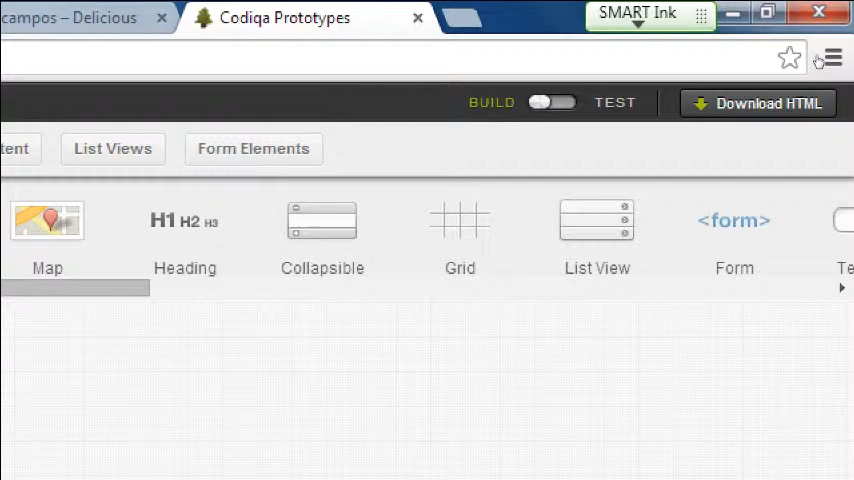 campos – Delicious
Codiqa Prototypes
SMART Ink
BUILD
TEST
Download HTML
tent
List Views
Form Elements
H1 H2 H3
<form>
Map
Heading
Collapsible
Grid
List View
Form
Te